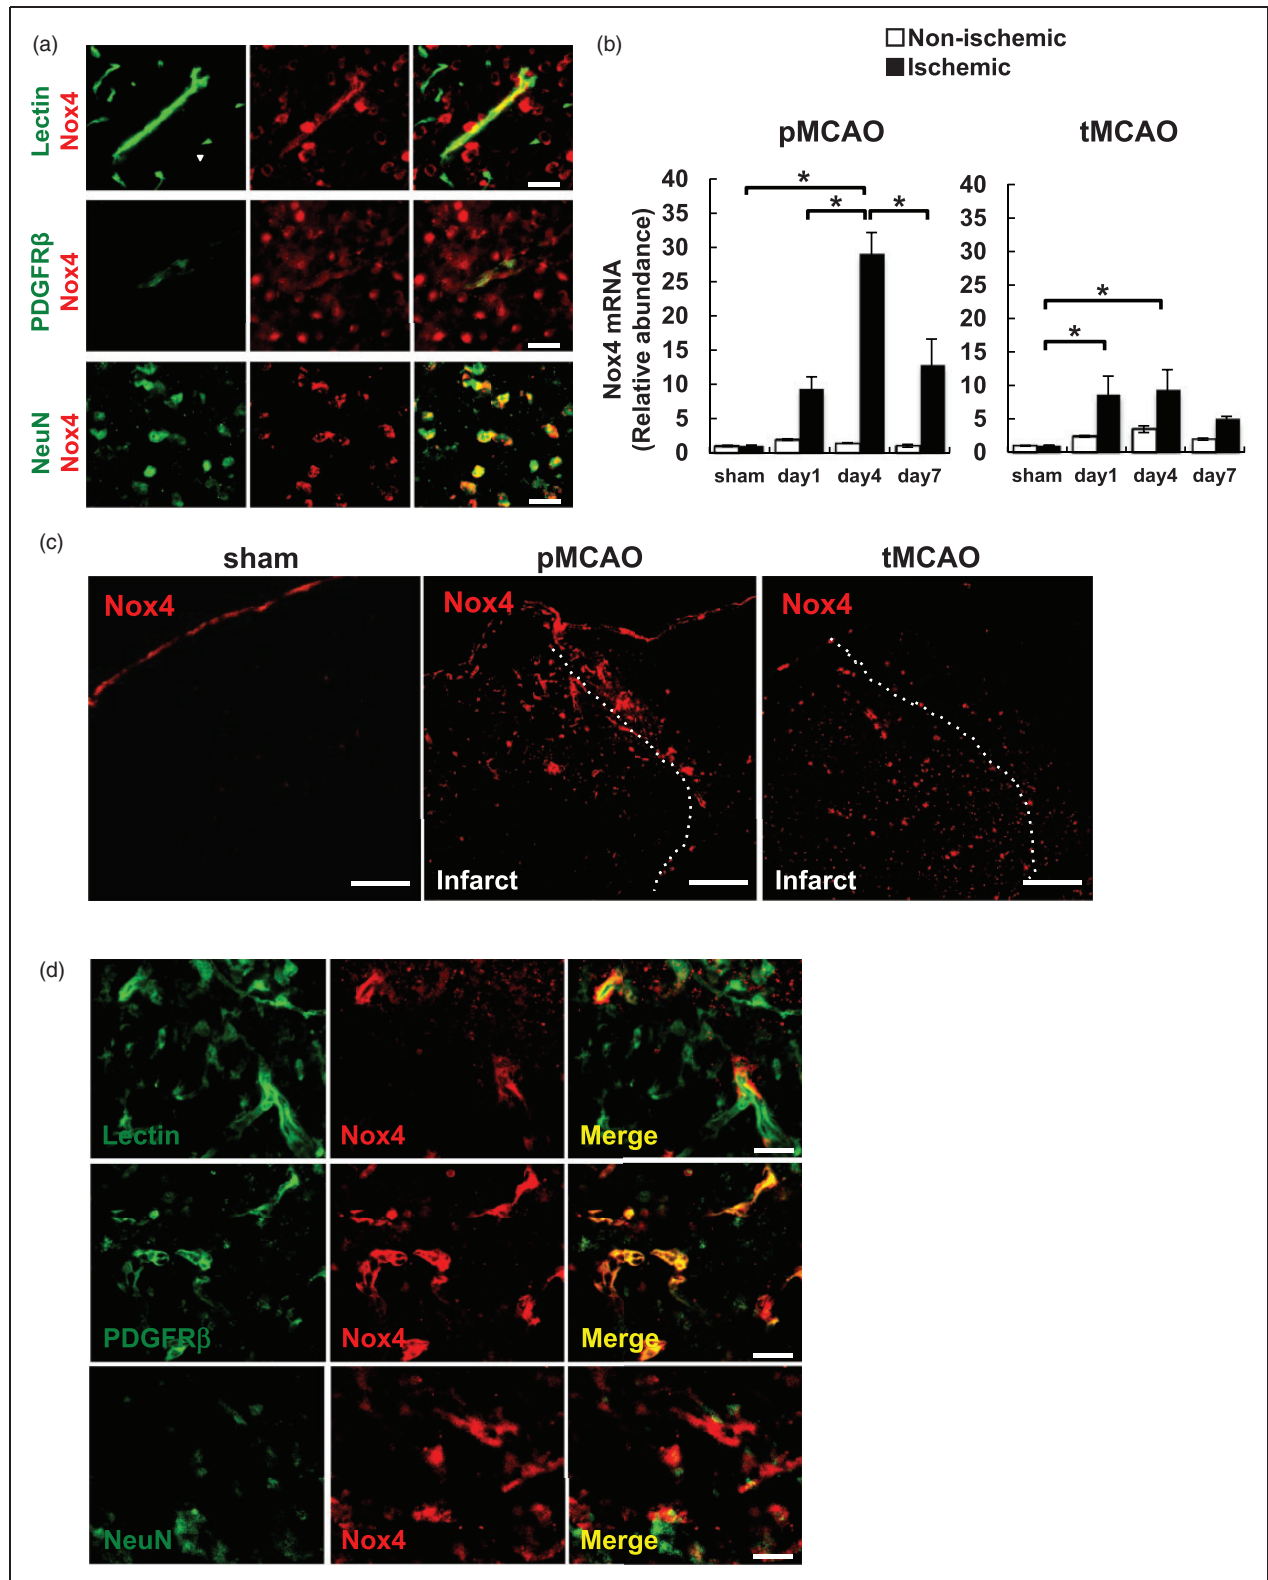 (a)
Lectin
Nox4
PDGFRβ
Nox4
NeuN
Nox4
(b)
Non-ischemic
Ischemic
pMCAO
tMCAO
Nox4 mRNA
(Relative abundance)
40
35
30
25
20
15
10
5
0
* * *
sham day1 day4 day7
40
35
30
25
20
15
10
5
0
* *
sham day1 day4 day7
(c)
sham pMCAO tMCAO
Nox4 Nox4 Nox4
Infarct Infarct
(d)
Lectin Nox4 Merge
PDGFRβ Nox4 Merge
NeuN Nox4 Merge